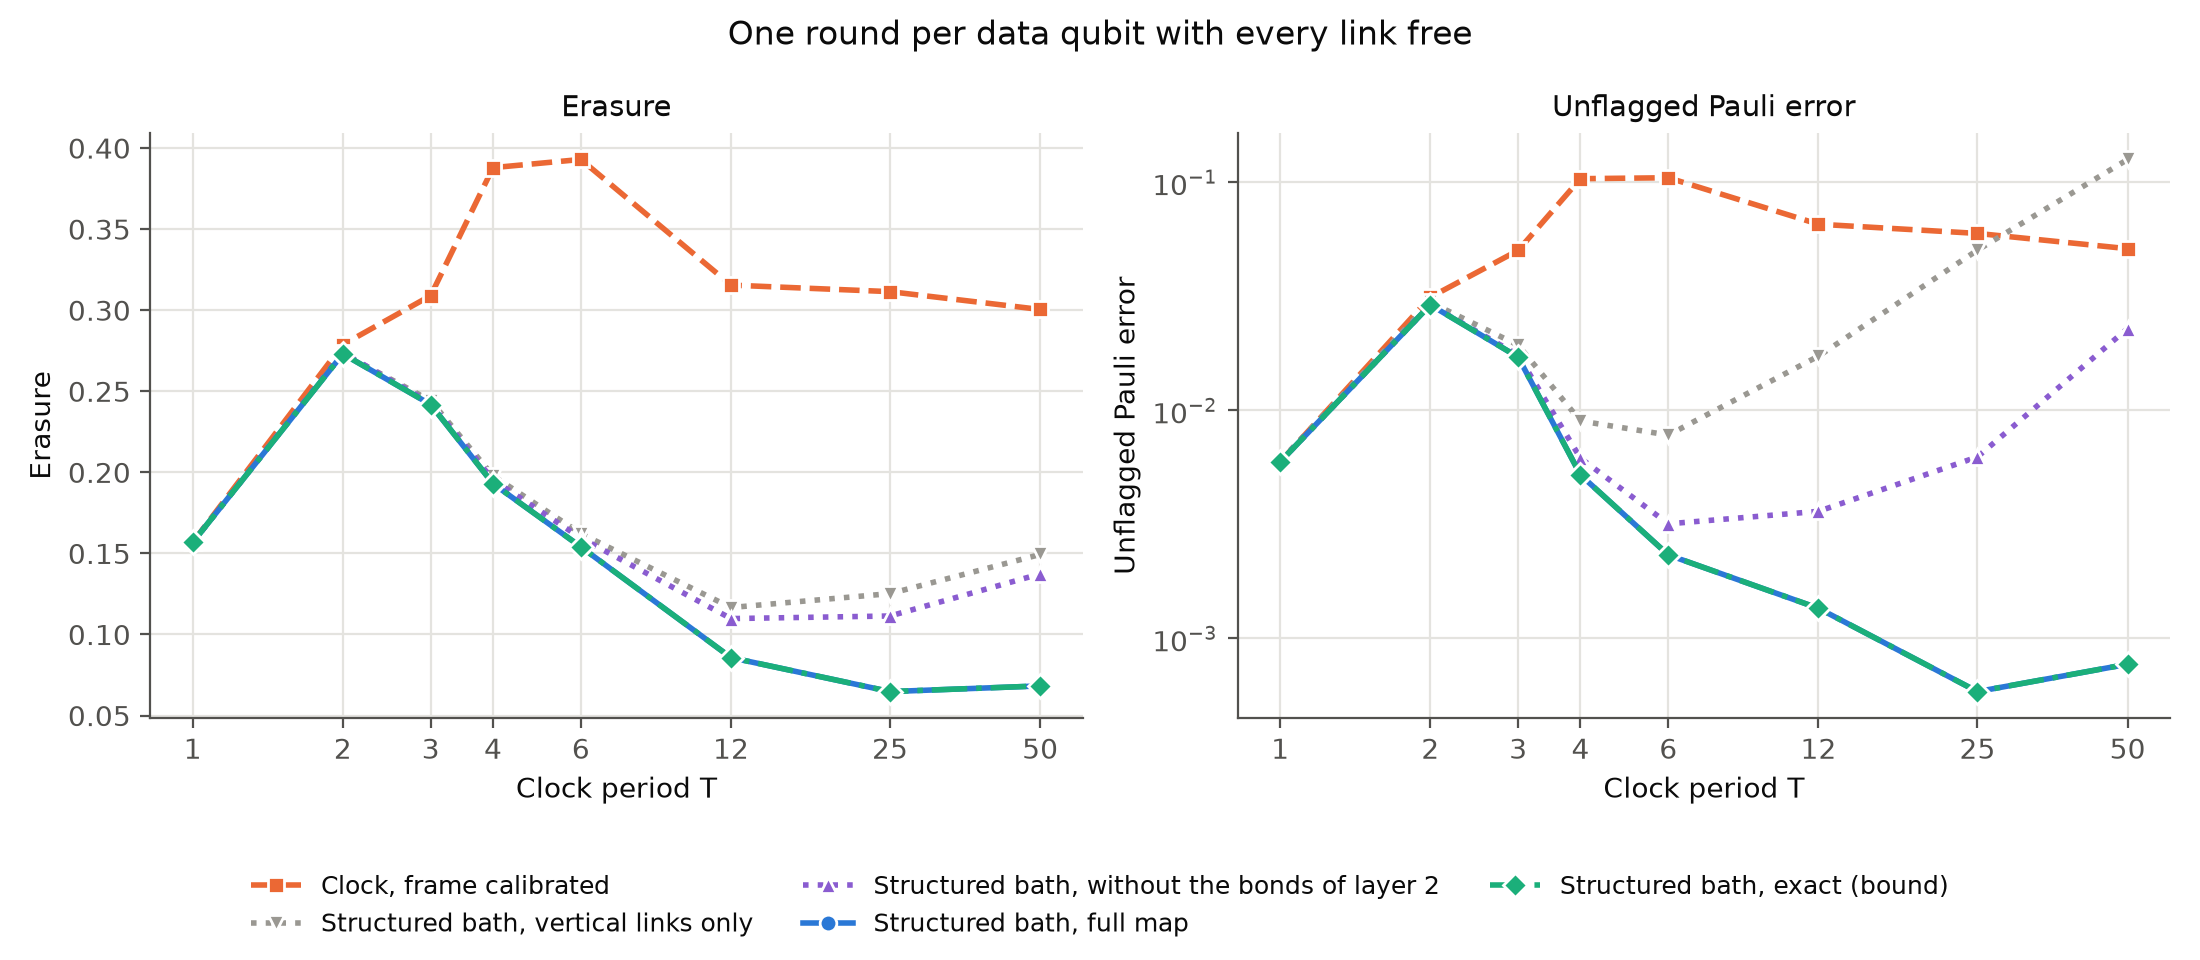 One round per data qubit with every link free
Erasure
Erasure
0.40
0.35
0.30
0.25
0.20
0.15
0.10
0.05
1 2 3 4 6 12 25 50
Clock period T
Unflagged Pauli error
Unflagged Pauli error
10⁻¹
10⁻²
10⁻³
1 2 3 4 6 12 25 50
Clock period T
Clock, frame calibrated
Structured bath, vertical links only
Structured bath, without the bonds of layer 2
Structured bath, full map
Structured bath, exact (bound)